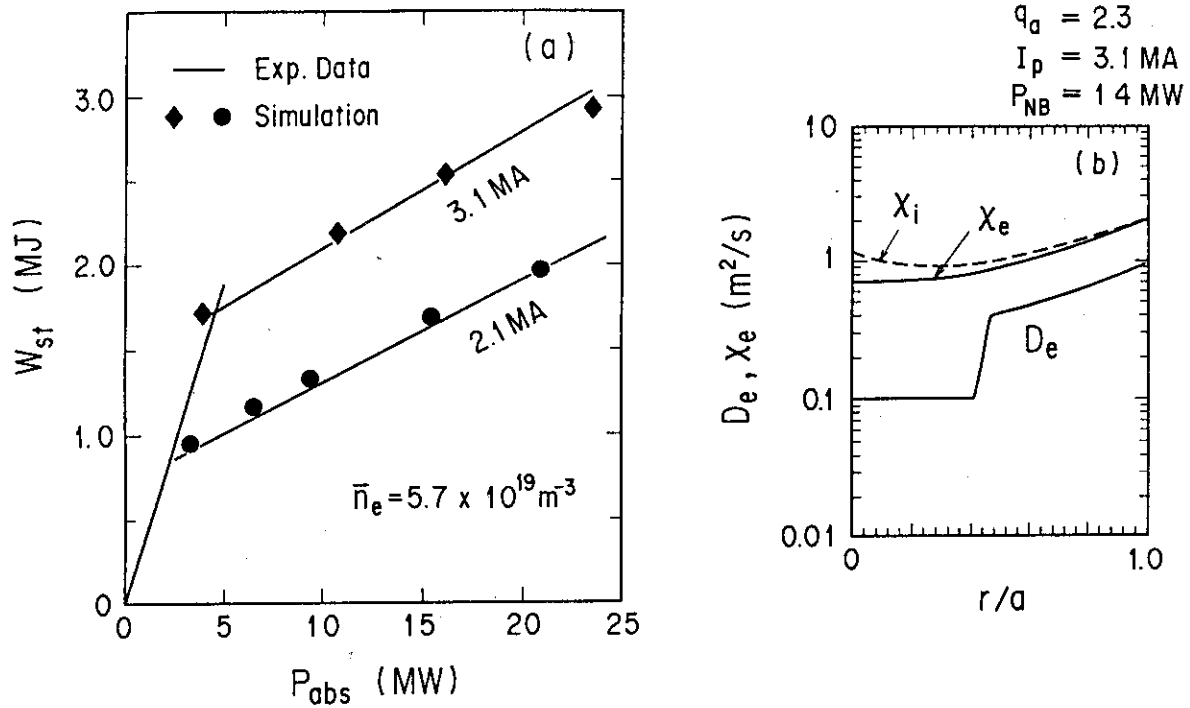 (a)
— Exp. Data
◆ ● Simulation
3.0
2.0
1.0
0
W_st (MJ)
3.1 MA
2.1 MA
n̄_e = 5.7 x 10^19 m^-3
0 5 10 15 20 25
P_abs (MW)
q_a = 2.3
I_p = 3.1 MA
P_NB = 14 MW
(b)
10
1
0.1
0.01
D_e, χ_e (m^2/s)
χ_i
χ_e
D_e
0 1.0
r/a